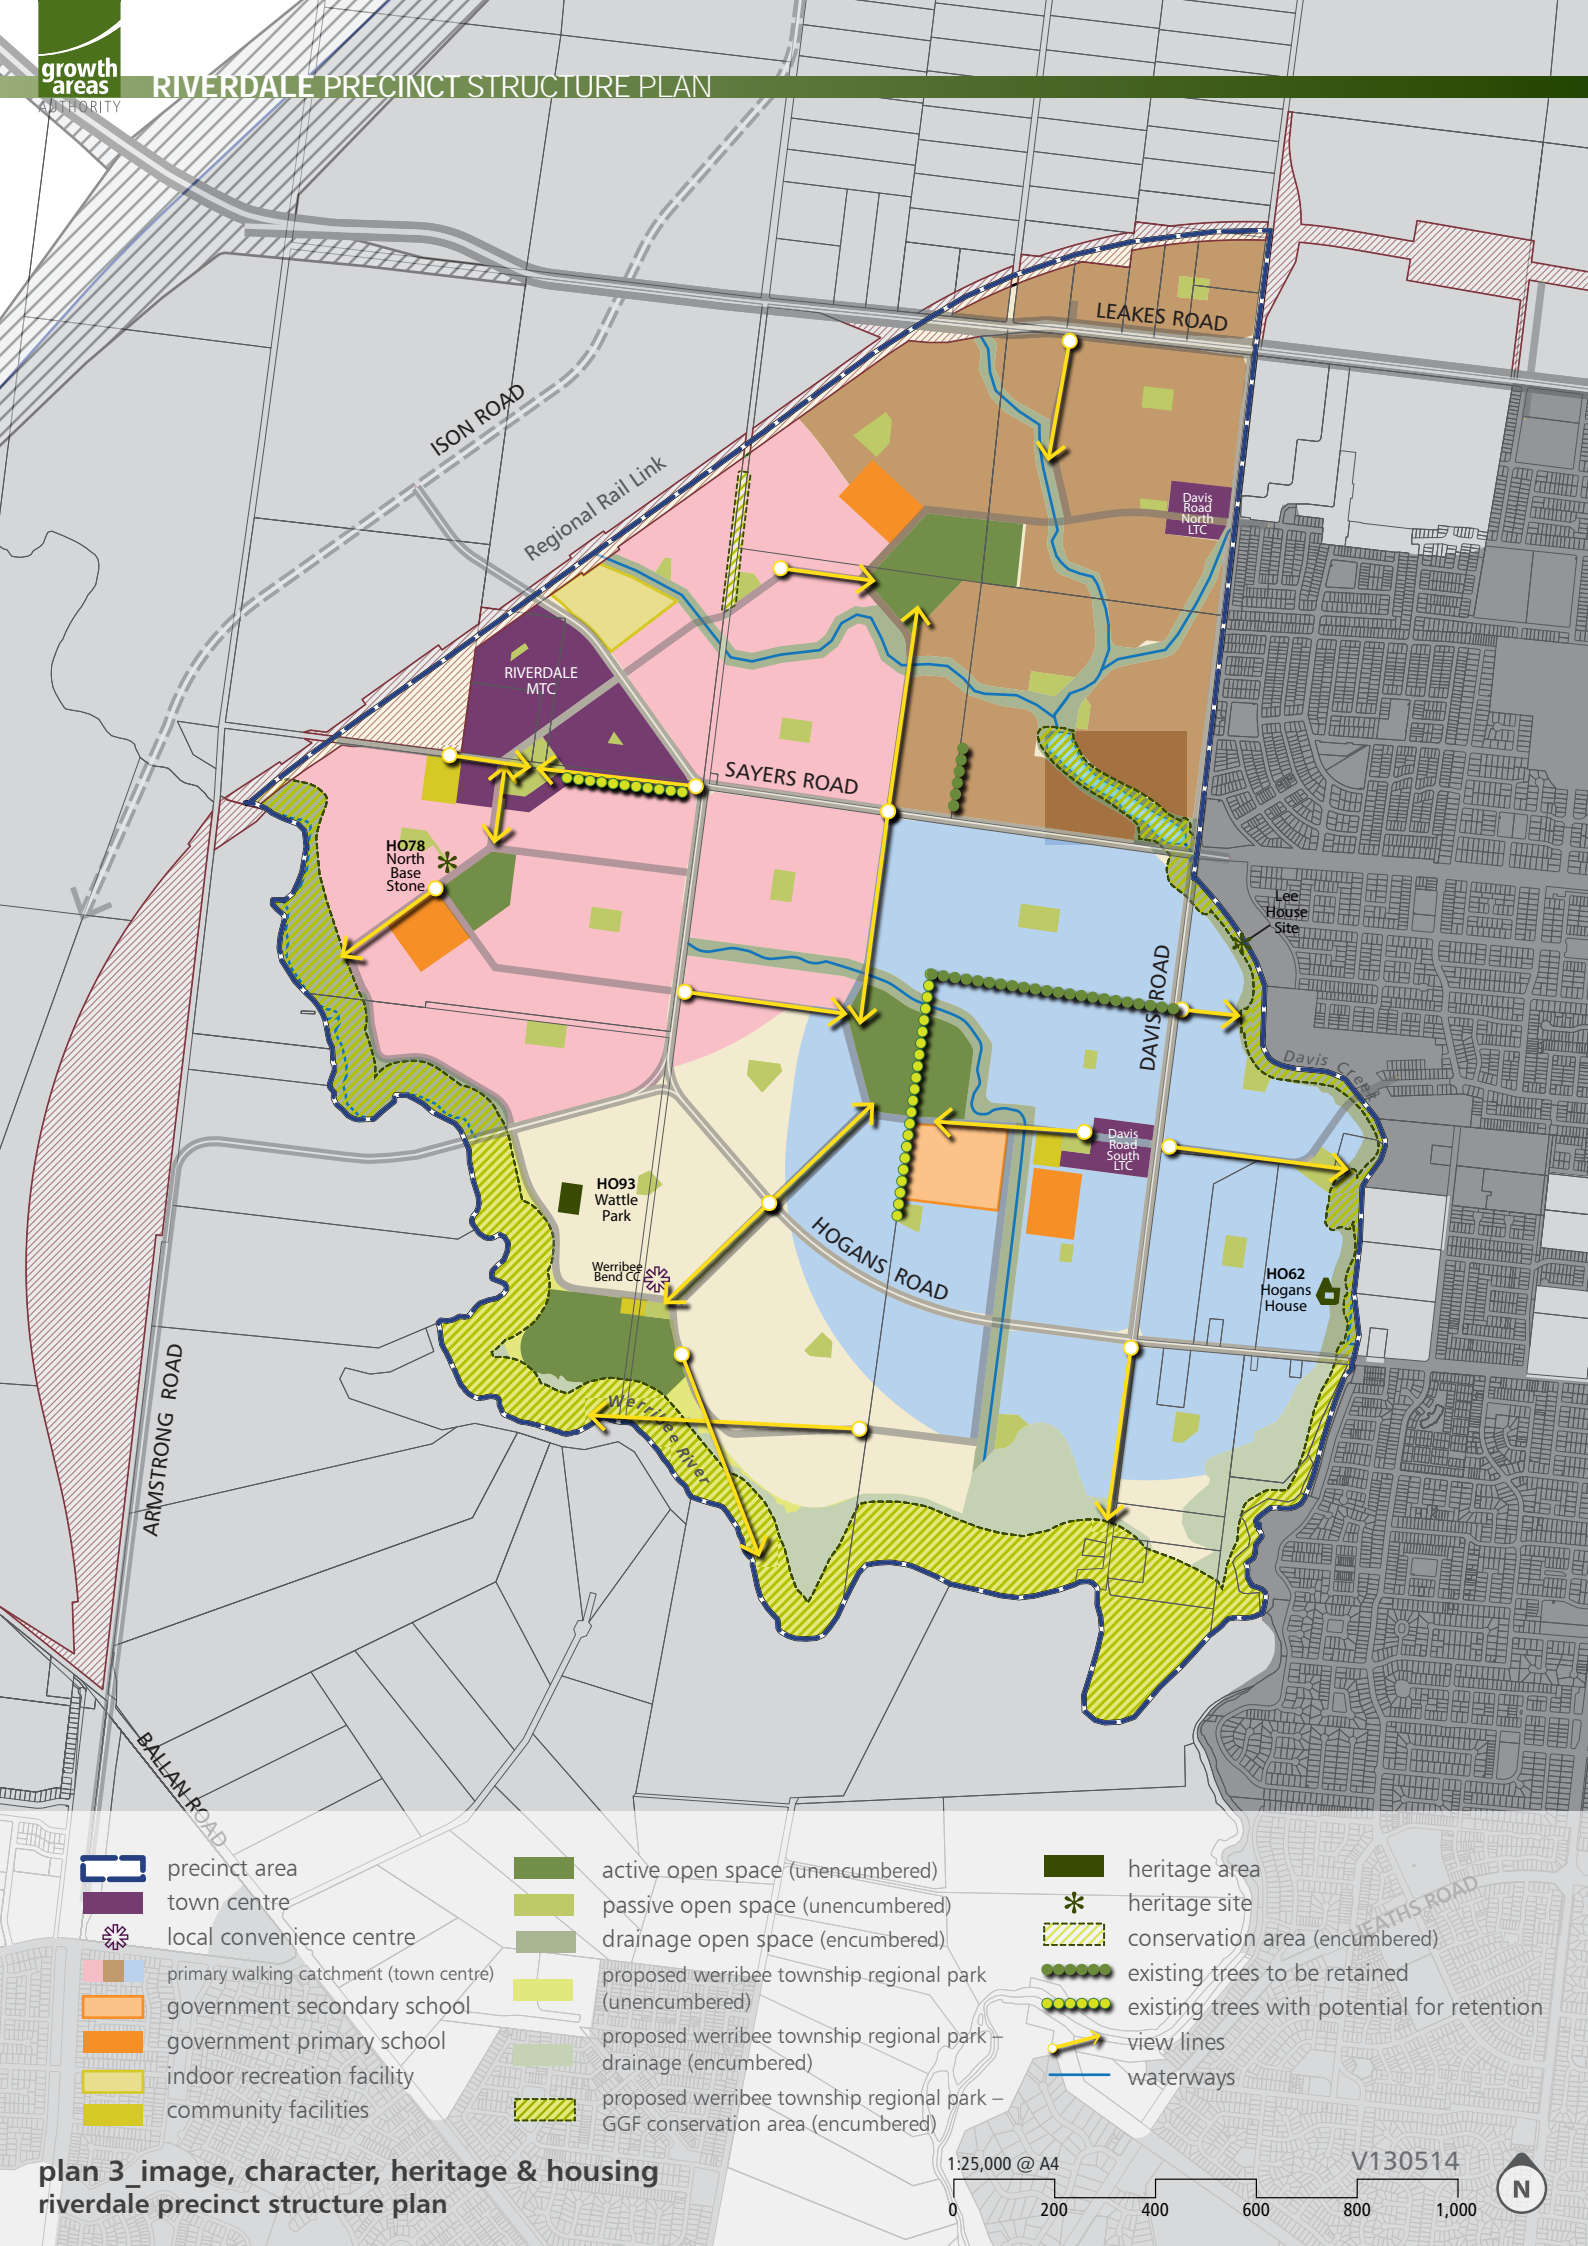 growth
areas
AUTHORITY
RIVERDALE PRECINCT STRUCTURE PLAN
LEAKES ROAD
ISON ROAD
Regional Rail Link
Davis
Road
North
LTC
RIVERDALE
MTC
SAYERS ROAD
HO78
North
Base
Stone
Lee
House
Site
DAVIS ROAD
Davis Creek
Davis
Road
South
LTC
HO93
Wattle
Park
HOGANS ROAD
Werribee
Bend CC
HO62
Hogans
House
ARMSTRONG ROAD
Werribee River
BALLAN ROAD
HEATHS ROAD
precinct area
town centre
local convenience centre
primary walking catchment (town centre)
government secondary school
government primary school
indoor recreation facility
community facilities
active open space (unencumbered)
passive open space (unencumbered)
drainage open space (encumbered)
proposed werribee township regional park
(unencumbered)
proposed werribee township regional park –
drainage (encumbered)
proposed werribee township regional park –
GGF conservation area (encumbered)
heritage area
heritage site
conservation area (encumbered)
existing trees to be retained
existing trees with potential for retention
view lines
waterways
plan 3_image, character, heritage & housing
riverdale precinct structure plan
1:25,000 @ A4
V130514
0 200 400 600 800 1,000
N